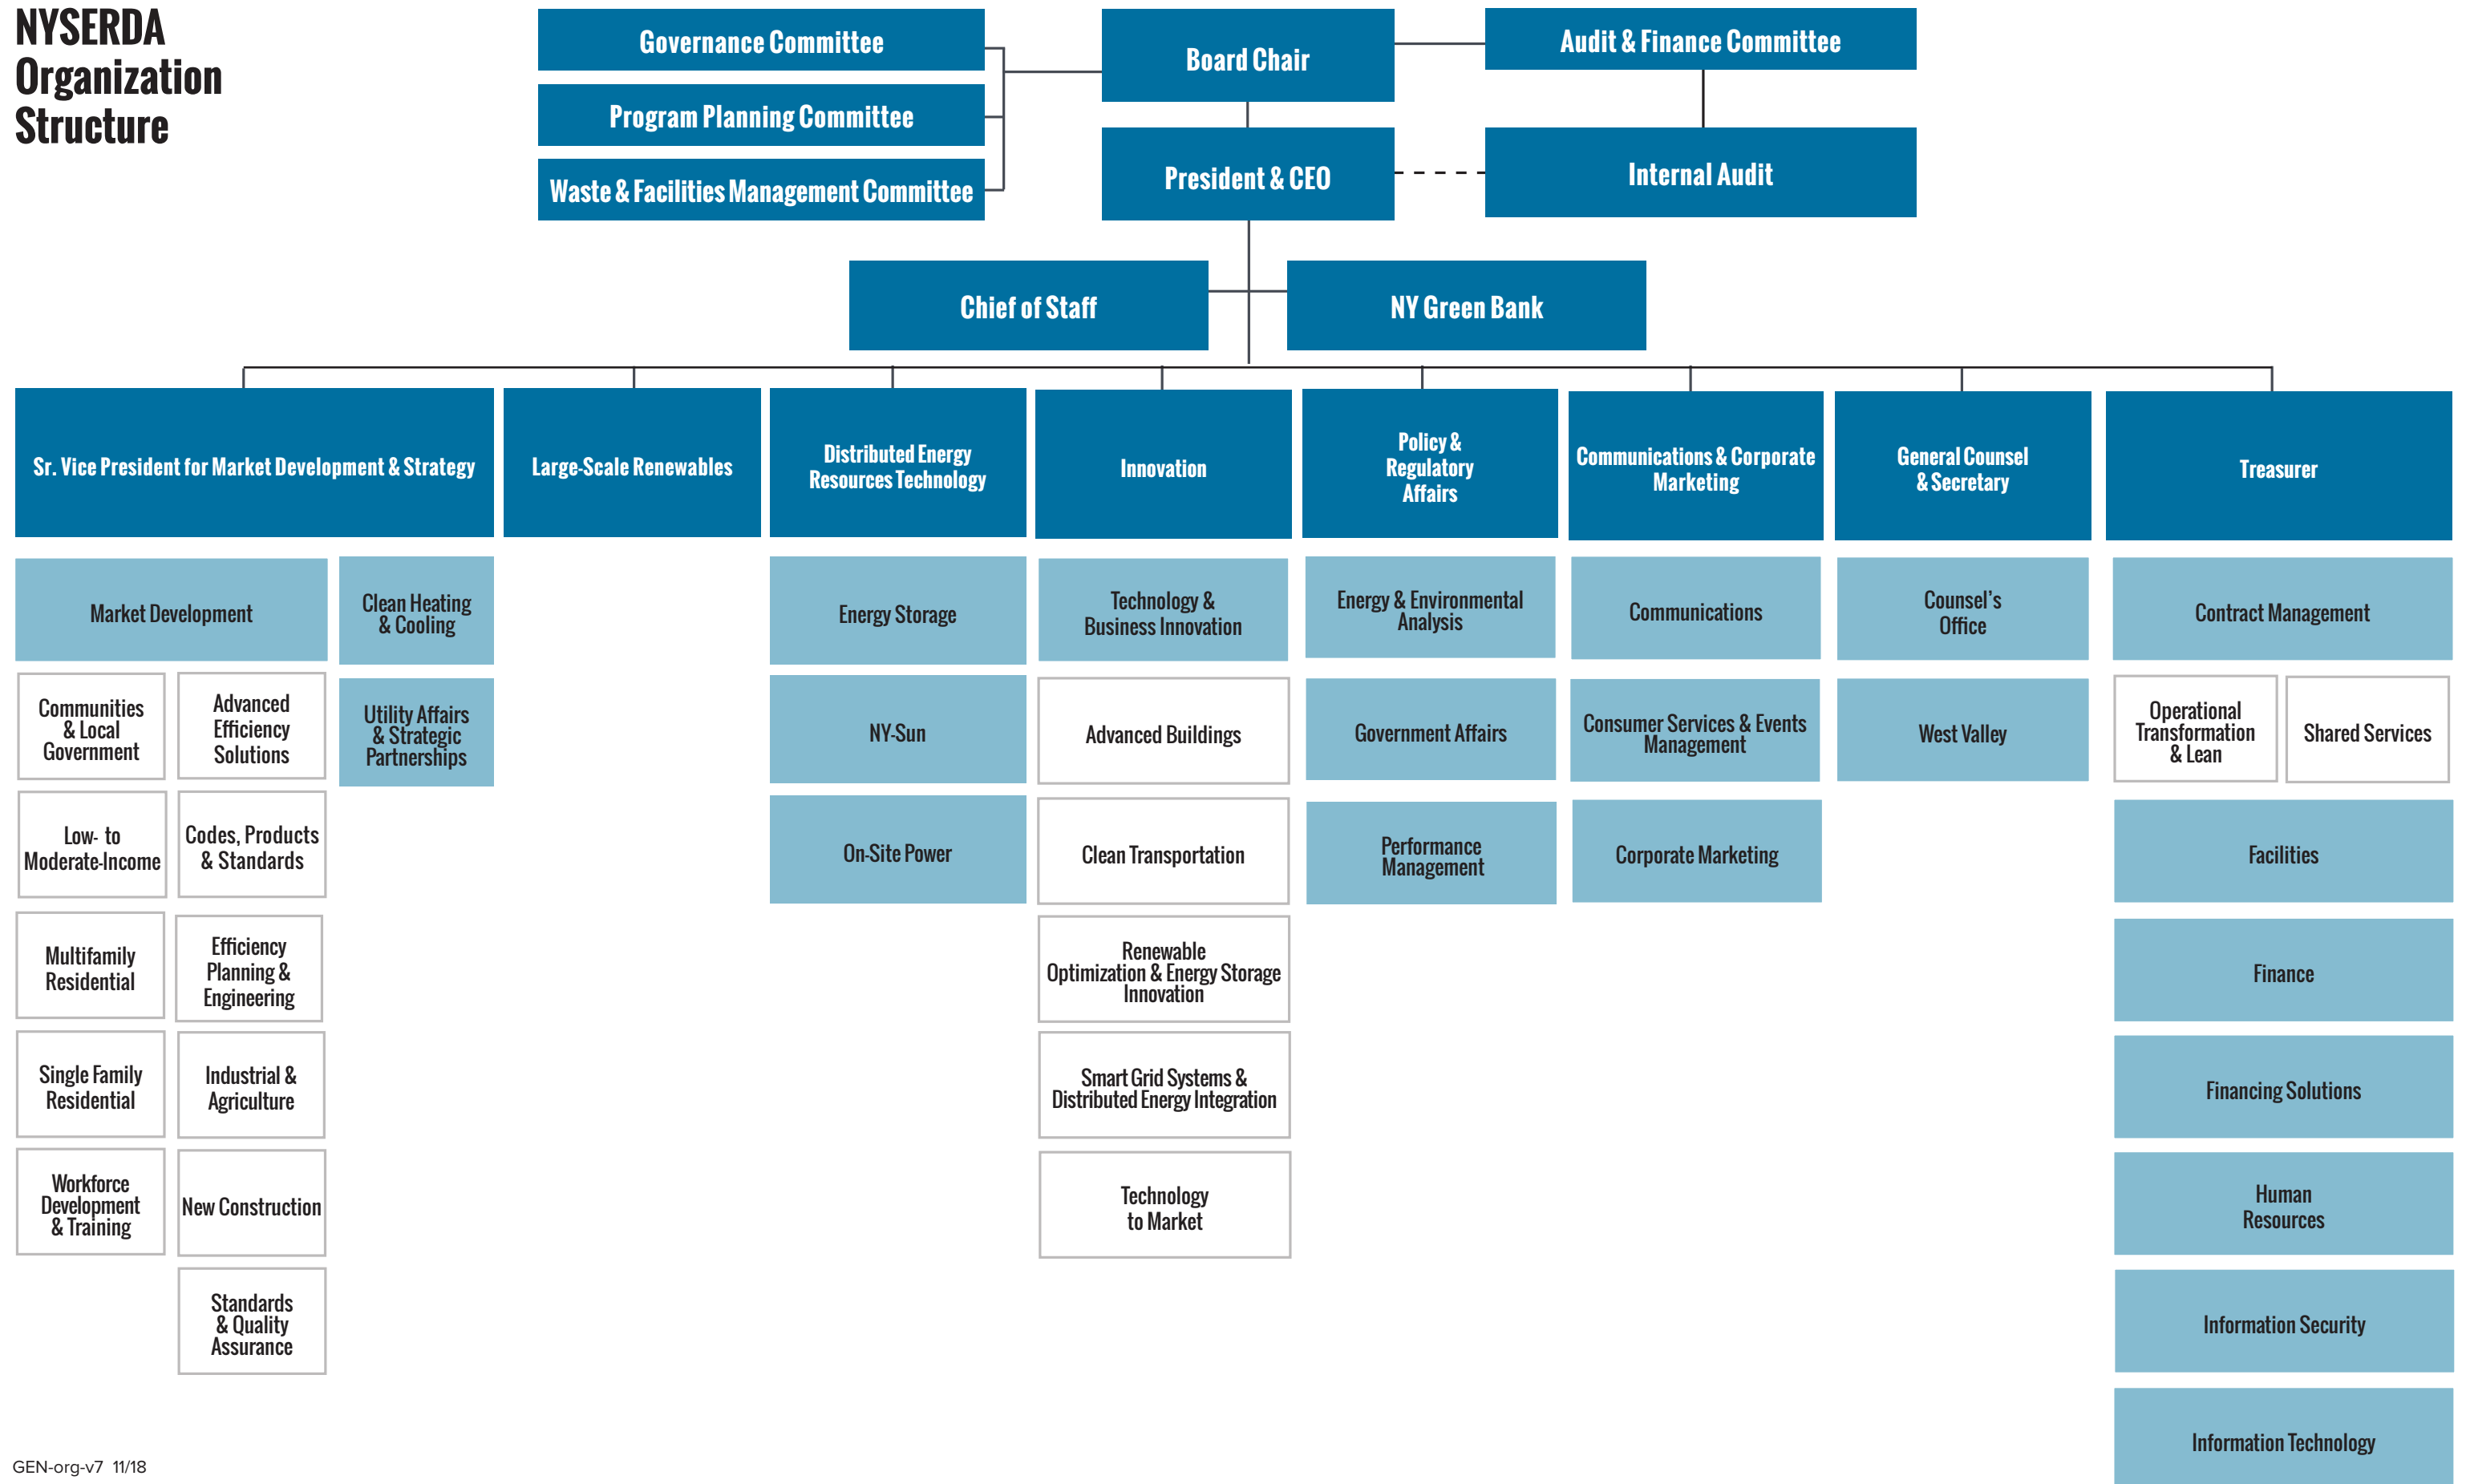 NYSERDA
Organization
Structure
Governance Committee
Program Planning Committee
Waste & Facilities Management Committee
Board Chair
President & CEO
Audit & Finance Committee
Internal Audit
Chief of Staff
NY Green Bank
Sr. Vice President for Market Development & Strategy
Large-Scale Renewables
Distributed Energy
Resources Technology
Innovation
Policy &
Regulatory
Affairs
Communications & Corporate
Marketing
General Counsel
& Secretary
Treasurer
Market Development
Communities
& Local
Government
Low- to
Moderate-Income
Multifamily
Residential
Single Family
Residential
Workforce
Development
& Training
Advanced
Efficiency
Solutions
Codes, Products
& Standards
Efficiency
Planning &
Engineering
Industrial &
Agriculture
New Construction
Standards
& Quality
Assurance
Clean Heating
& Cooling
Utility Affairs
& Strategic
Partnerships
Energy Storage
NY-Sun
On-Site Power
Technology &
Business Innovation
Advanced Buildings
Clean Transportation
Renewable
Optimization & Energy Storage
Innovation
Smart Grid Systems &
Distributed Energy Integration
Technology
to Market
Energy & Environmental
Analysis
Government Affairs
Performance
Management
Communications
Consumer Services & Events
Management
Corporate Marketing
Counsel's
Office
West Valley
Contract Management
Operational
Transformation
& Lean
Shared Services
Facilities
Finance
Financing Solutions
Human
Resources
Information Security
Information Technology
GEN-org-v7 11/18